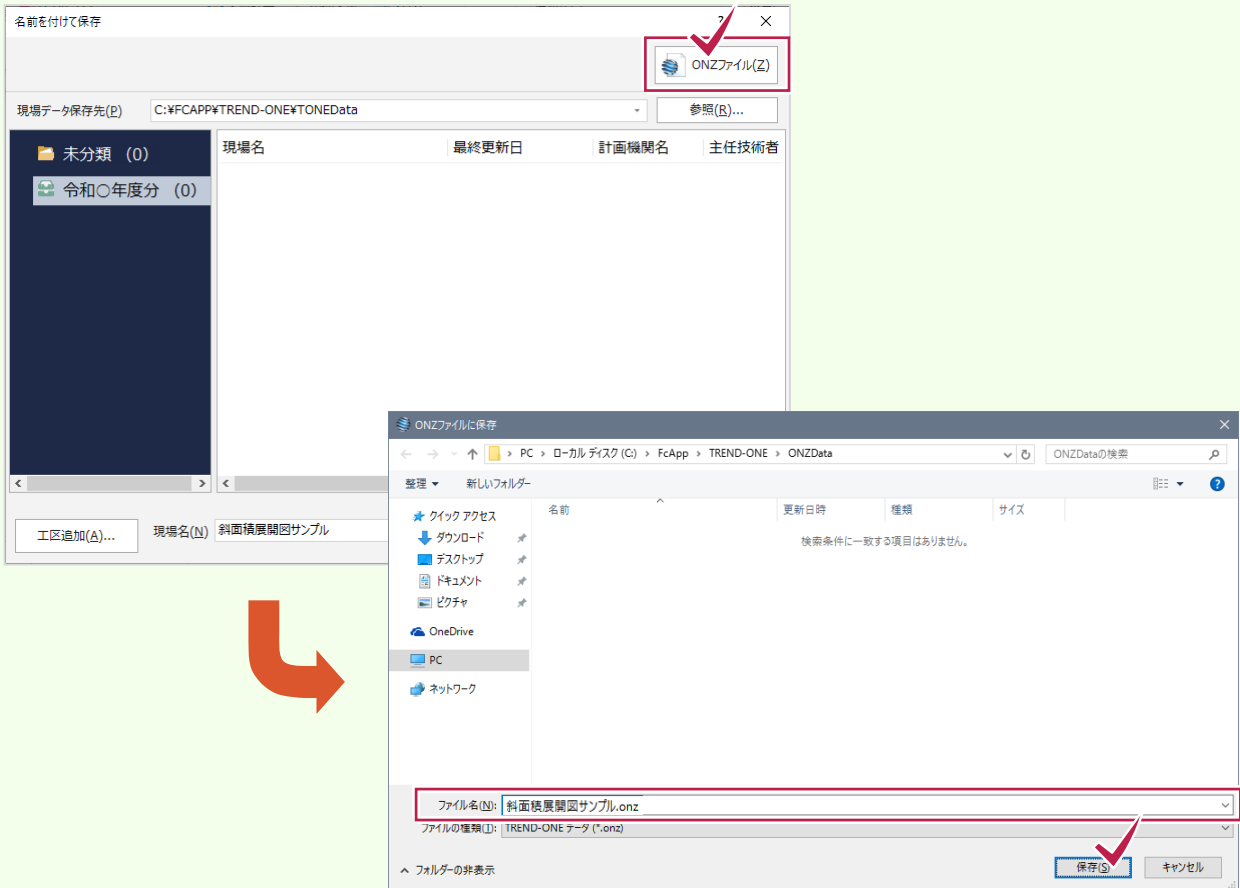 名前を付けて保存
?
ONZファイル(Z)
現場データ保存先(P)
C:¥FCAPP¥TREND-ONE¥TONEData
参照(R)...
未分類 (0)
令和○年度分 (0)
現場名 最終更新日 計画機関名 主任技術者
工区追加(A)...
現場名(N)
斜面積展開図サンプル
ONZファイルに保存
PC › ローカル ディスク (C:) › FcApp › TREND-ONE › ONZData
ONZDataの検索
整理 新しいフォルダー
名前 更新日時 種類 サイズ
検索条件に一致する項目はありません。
クイック アクセス
ダウンロード
デスクトップ
ドキュメント
ピクチャ
OneDrive
PC
ネットワーク
ファイル名(N): 斜面積展開図サンプル.onz
ファイルの種類(T): TREND-ONE データ (*.onz)
フォルダーの非表示
保存(S)
キャンセル